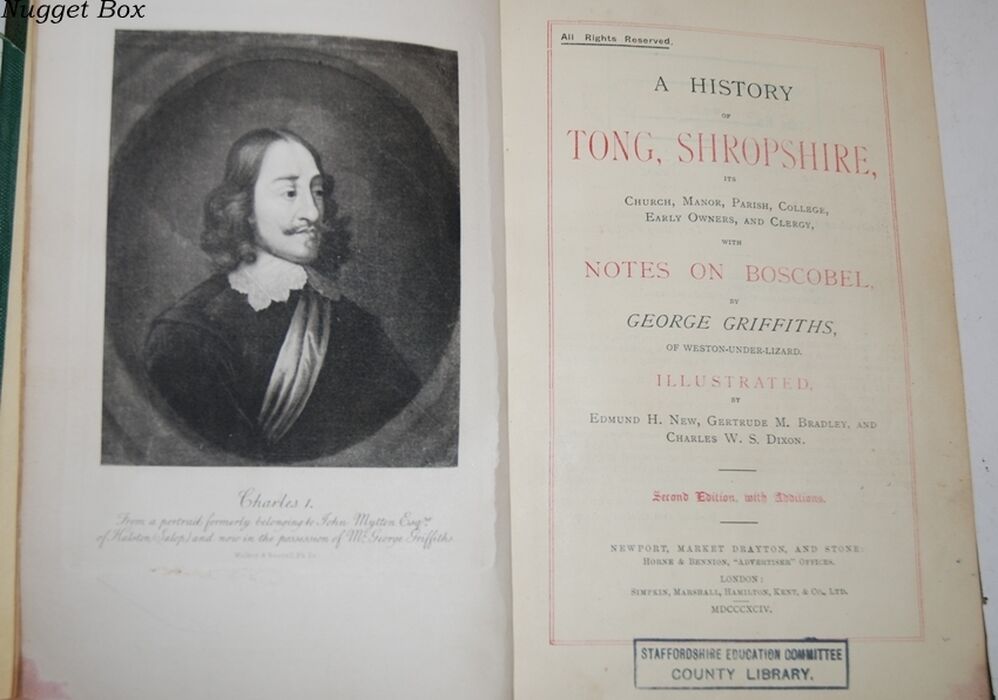 Nugget Box
Charles I.
From a portrait formerly belonging to John Mytton Esqre.
of Halston (Salop) and now in the possession of Mr. George Griffiths
All Rights Reserved.
A HISTORY
OF
TONG, SHROPSHIRE,
ITS
CHURCH, MANOR, PARISH, COLLEGE,
EARLY OWNERS, AND CLERGY,
WITH
NOTES ON BOSCOBEL,
BY
GEORGE GRIFFITHS,
OF WESTON-UNDER-LIZARD.
ILLUSTRATED,
BY
EDMUND H. NEW, GERTRUDE M. BRADLEY, AND
CHARLES W. S. DIXON.
Second Edition, with Additions.
NEWPORT, MARKET DRAYTON, AND STONE:
HORNE & BENNION, "ADVERTISER" OFFICES.
LONDON:
SIMPKIN, MARSHALL, HAMILTON, KENT, & CO., LTD.
MDCCCXCIV.
STAFFORDSHIRE EDUCATION COMMITTEE
COUNTY LIBRARY.